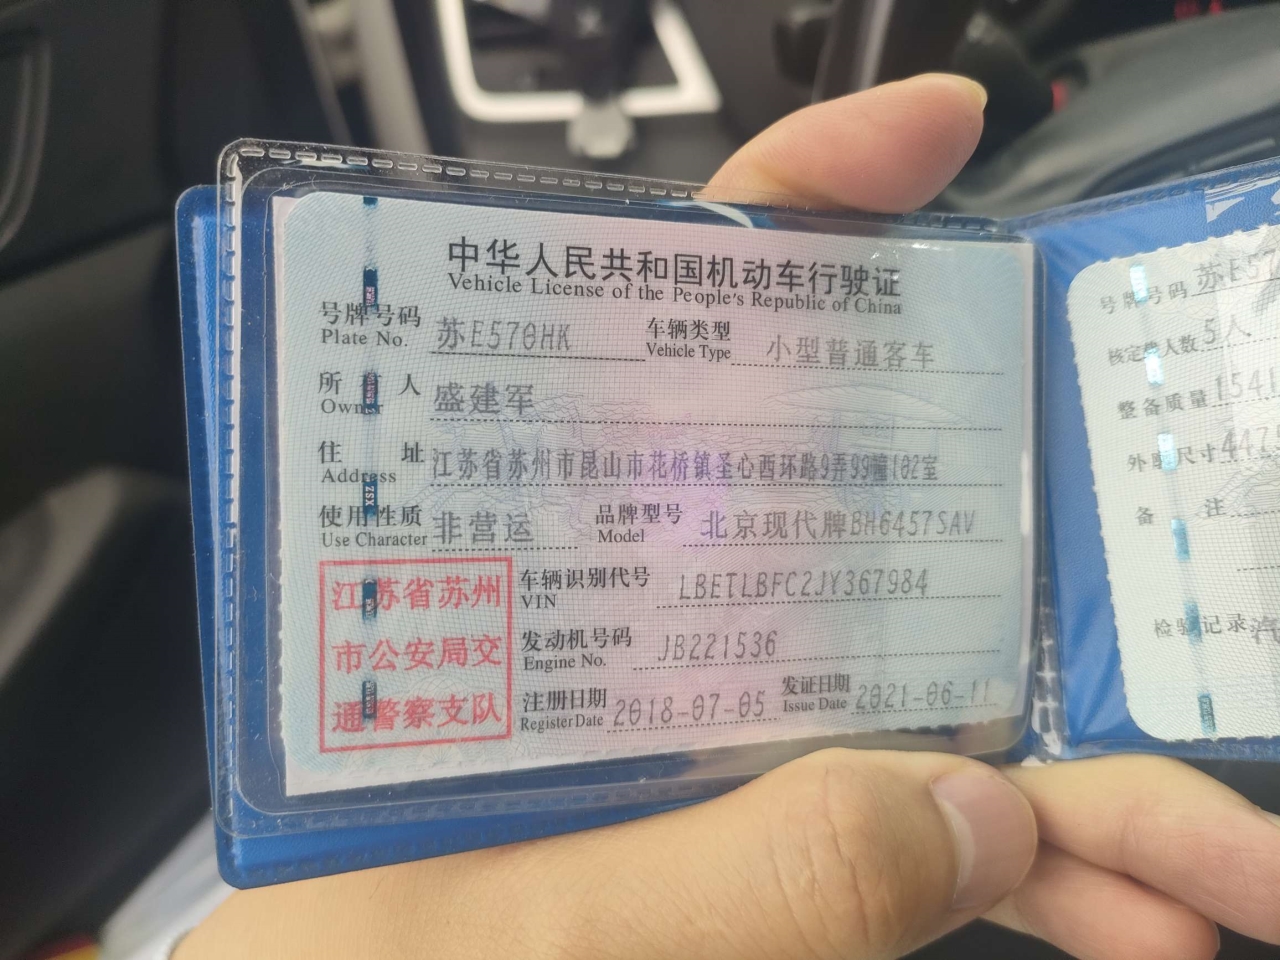 中华人民共和国机动车行驶证
Vehicle License of the People's Republic of China
号牌号码 苏E570HK 车辆类型 小型普通客车
Plate No. Vehicle Type
所有人 盛建军
Owner
住址 江苏省苏州市昆山市花桥镇圣心西环路9弄99幢102室
Address
使用性质 非营运 品牌型号 北京现代牌BH6457SAV
Use Character Model
车辆识别代号 LBETLBFC2JY367984
VIN
发动机号码 JB221536
Engine No.
注册日期 2018-07-05 发证日期 2021-06-11
Register Date Issue Date
江苏省苏州
市公安局交
通警察支队
号牌号码 苏E57
核定载人数 5人
整备质量 154
外廓尺寸 447
备注
检验记录